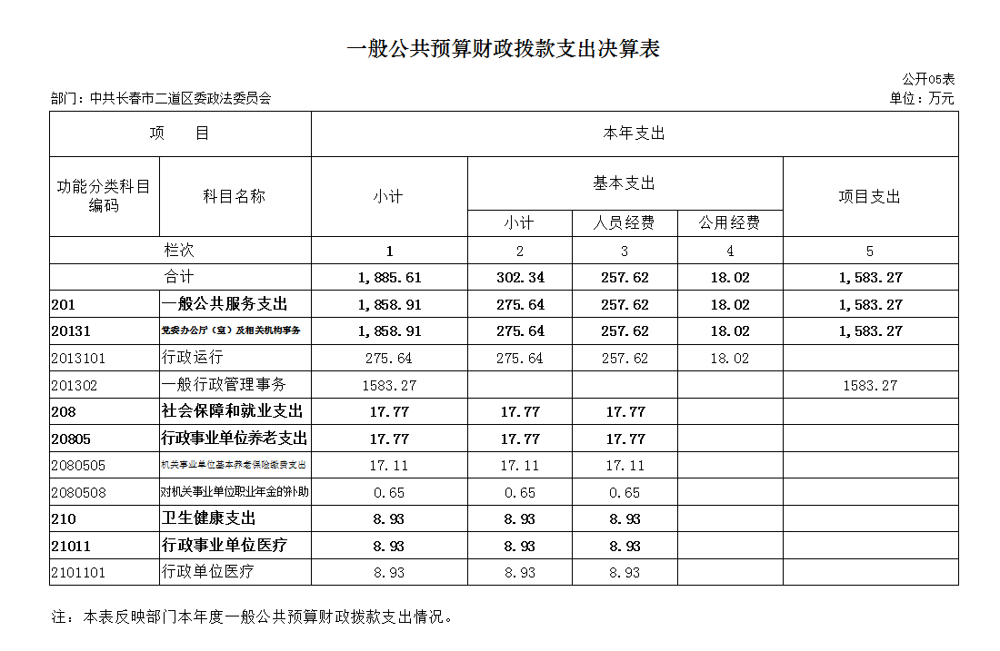 一般公共预算财政拨款支出决算表
公开05表
部门：中共长春市二道区委政法委员会 单位：万元
项 目 本年支出
功能分类科目编码 科目名称 小计 基本支出 项目支出
小计 人员经费 公用经费
栏次 1 2 3 4 5
合计 1,885.61 302.34 257.62 18.02 1,583.27
201 一般公共服务支出 1,858.91 275.64 257.62 18.02 1,583.27
20131 党委办公厅（室）及相关机构事务 1,858.91 275.64 257.62 18.02 1,583.27
2013101 行政运行 275.64 275.64 257.62 18.02
201302 一般行政管理事务 1583.27 1583.27
208 社会保障和就业支出 17.77 17.77 17.77
20805 行政事业单位养老支出 17.77 17.77 17.77
2080505 机关事业单位基本养老保险缴费支出 17.11 17.11 17.11
2080508 对机关事业单位职业年金的补助 0.65 0.65 0.65
210 卫生健康支出 8.93 8.93 8.93
21011 行政事业单位医疗 8.93 8.93 8.93
2101101 行政单位医疗 8.93 8.93 8.93
注：本表反映部门本年度一般公共预算财政拨款支出情况。